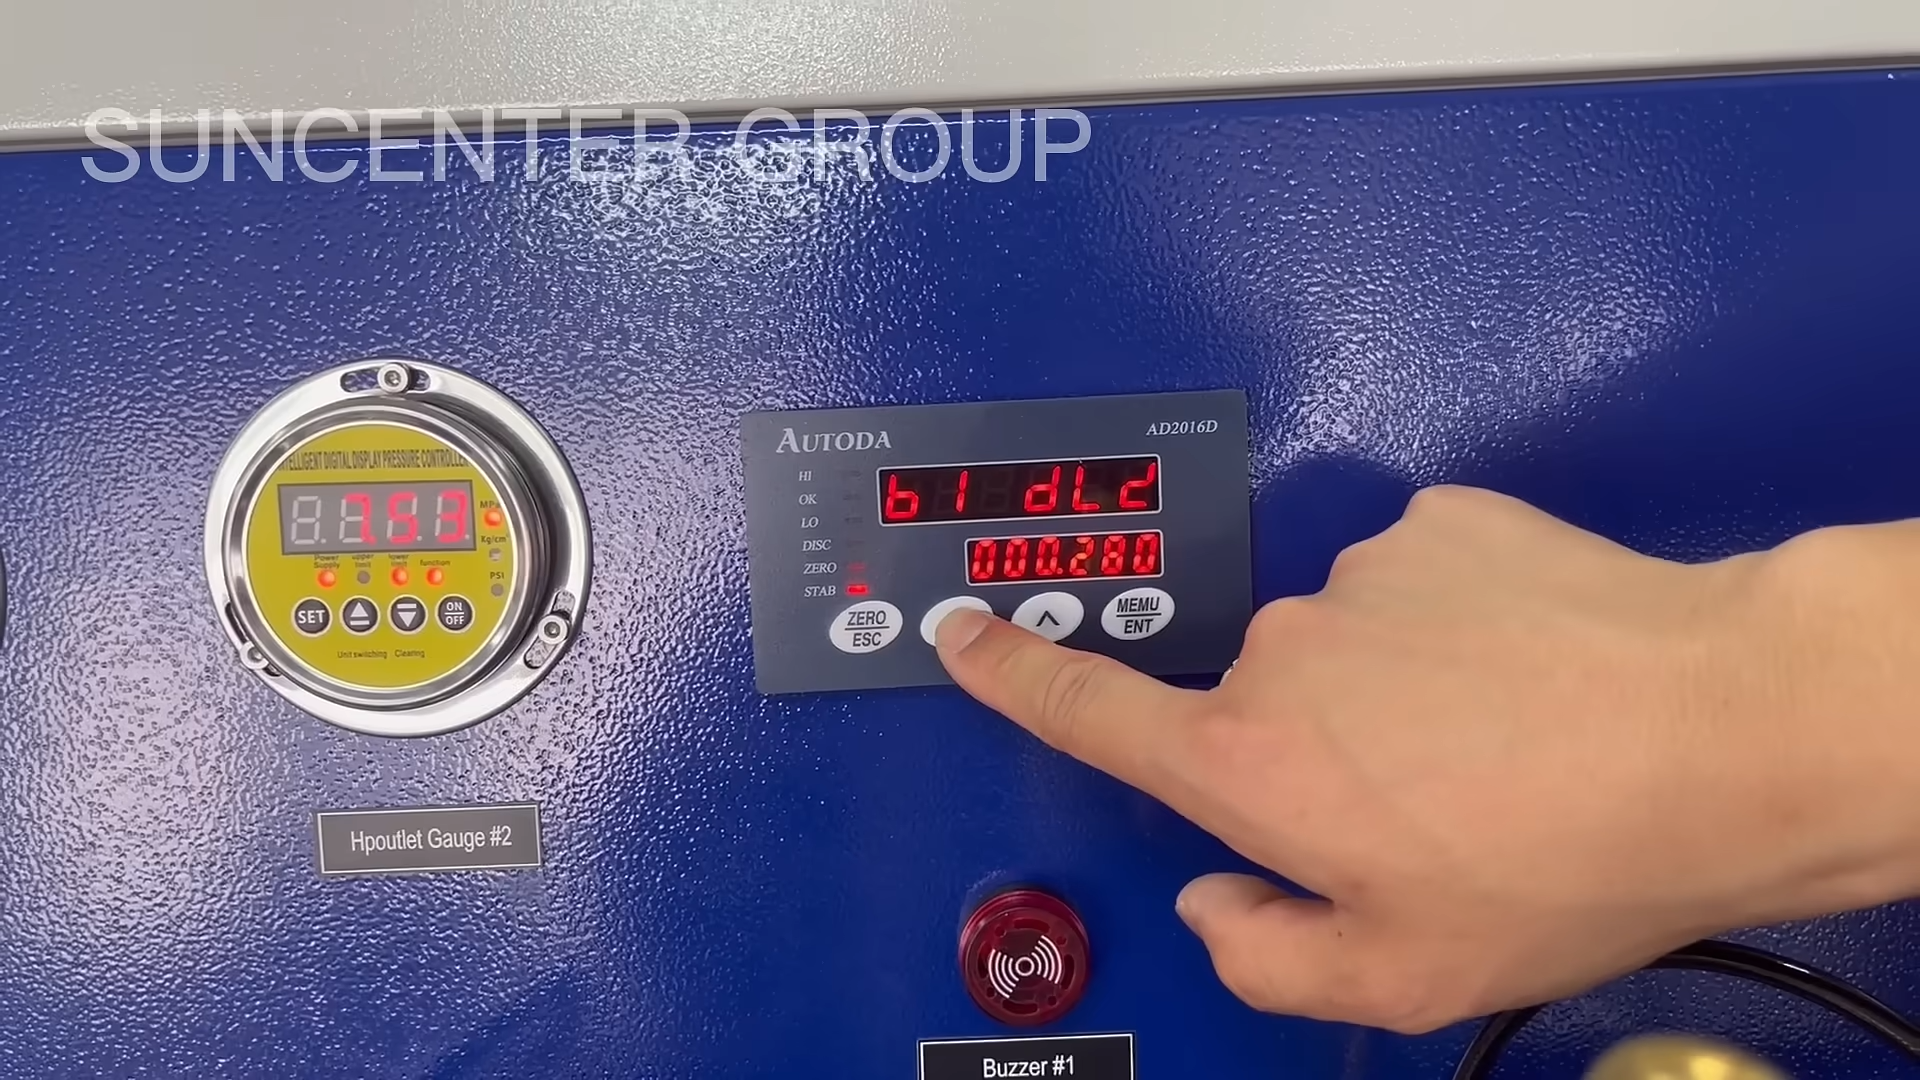 SUNCENTER GROUP
INTELLIGENT DIGITAL DISPLAY PRESSURE CONTROLLER
7.53
MPa
Kg/cm²
PSI
Power Supply
upper limit
lower limit
function
SET
ON OFF
Unit switching Clearing
Hpoutlet Gauge #2
AUTODA
AD2016D
HI
OK
LO
DISC
ZERO
STAB
b1 dLd
000.280
ZERO
ESC
MEMU
ENT
Buzzer #1